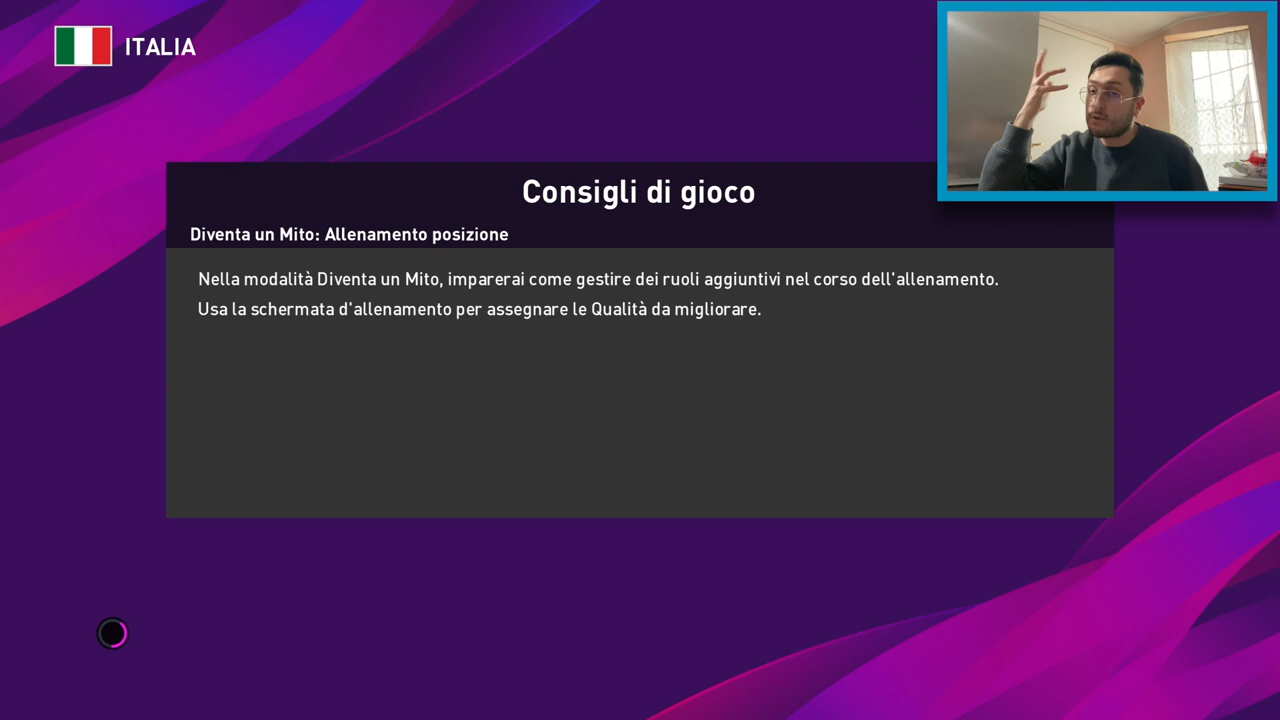 ITALIA
Consigli di gioco
Diventa un Mito: Allenamento posizione
Nella modalità Diventa un Mito, imparerai come gestire dei ruoli aggiuntivi nel corso dell'allenamento.
Usa la schermata d'allenamento per assegnare le Qualità da migliorare.